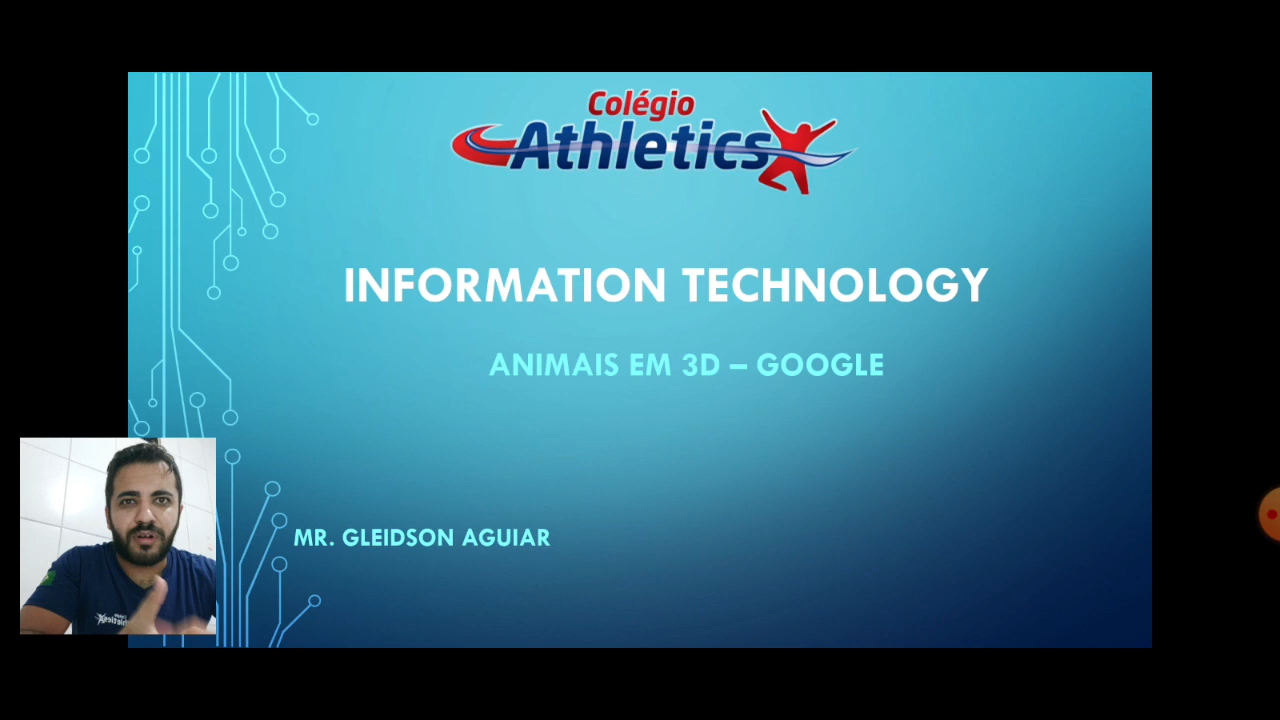 Colégio
Athletics
INFORMATION TECHNOLOGY
ANIMAIS EM 3D – GOOGLE
MR. GLEIDSON AGUIAR